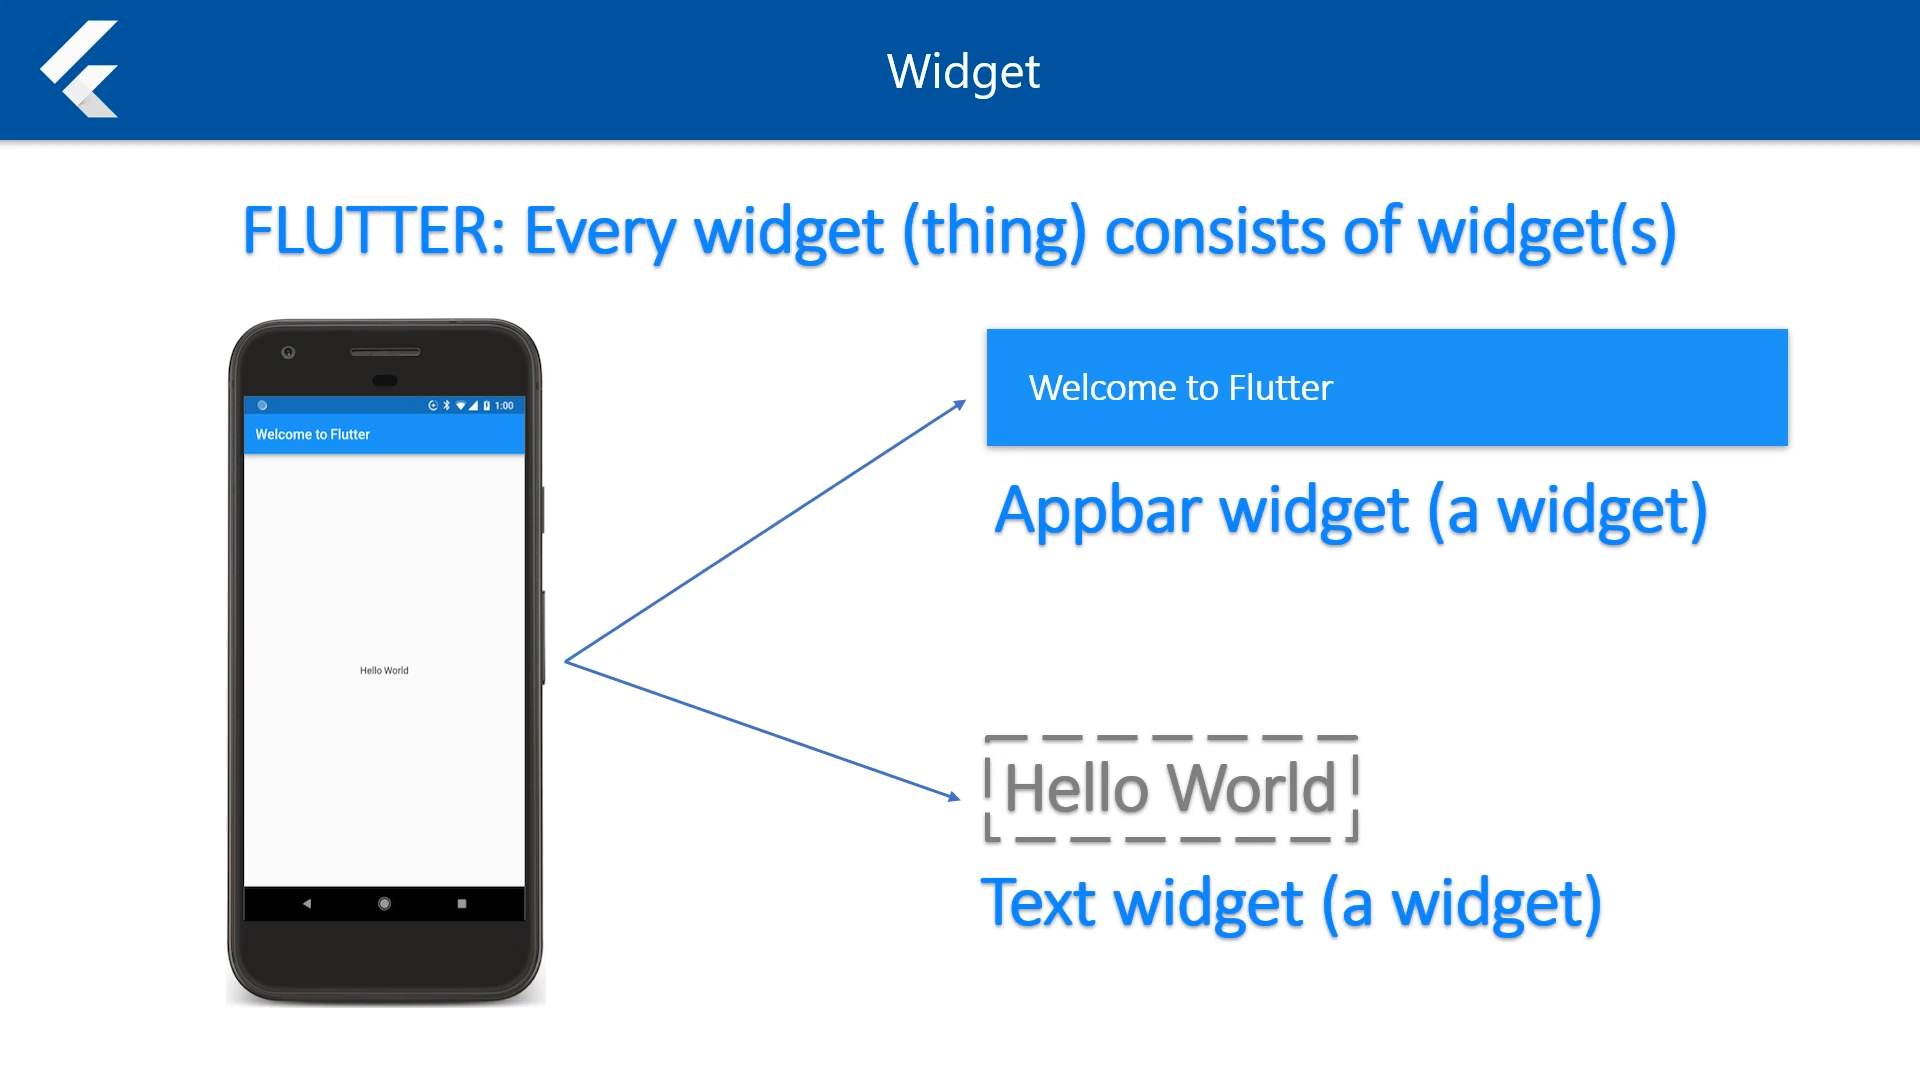 Widget
FLUTTER: Every widget (thing) consists of widget(s)
1:00
Welcome to Flutter
Hello World
Welcome to Flutter
Appbar widget (a widget)
Hello World
Text widget (a widget)